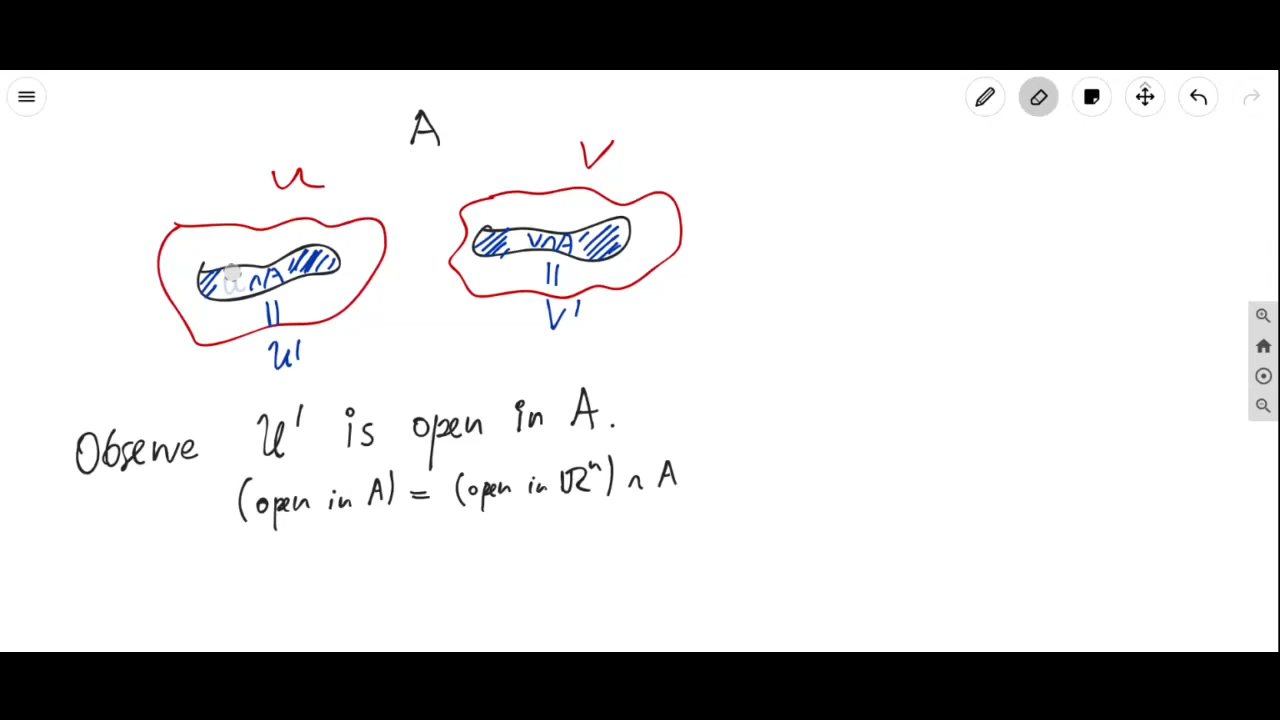 A
U
V
U∩A
V∩A
||
||
U'
V'
Observe U' is open in A.
(open in A) = (open in ℝⁿ) ∩ A